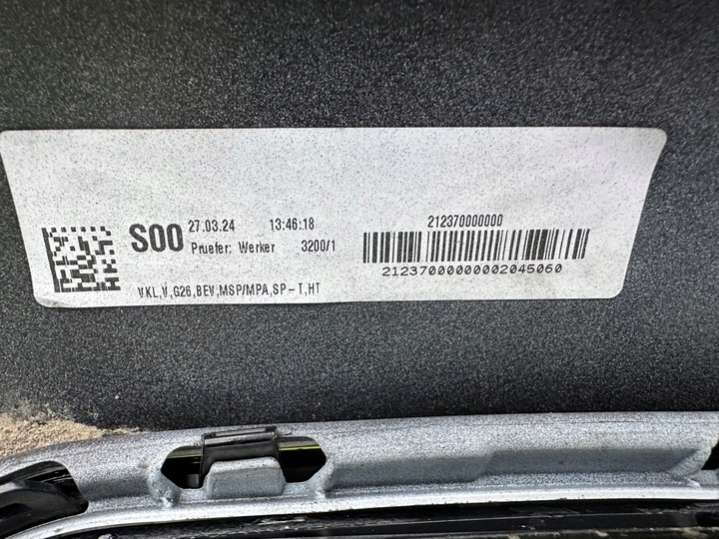 S00 27.03.24 13:46:18
Pruefer: Werker 3200/1
VKL,V,G26,BEV,MSP/MPA,SP-T,HT
212370000000
21237000000002045060